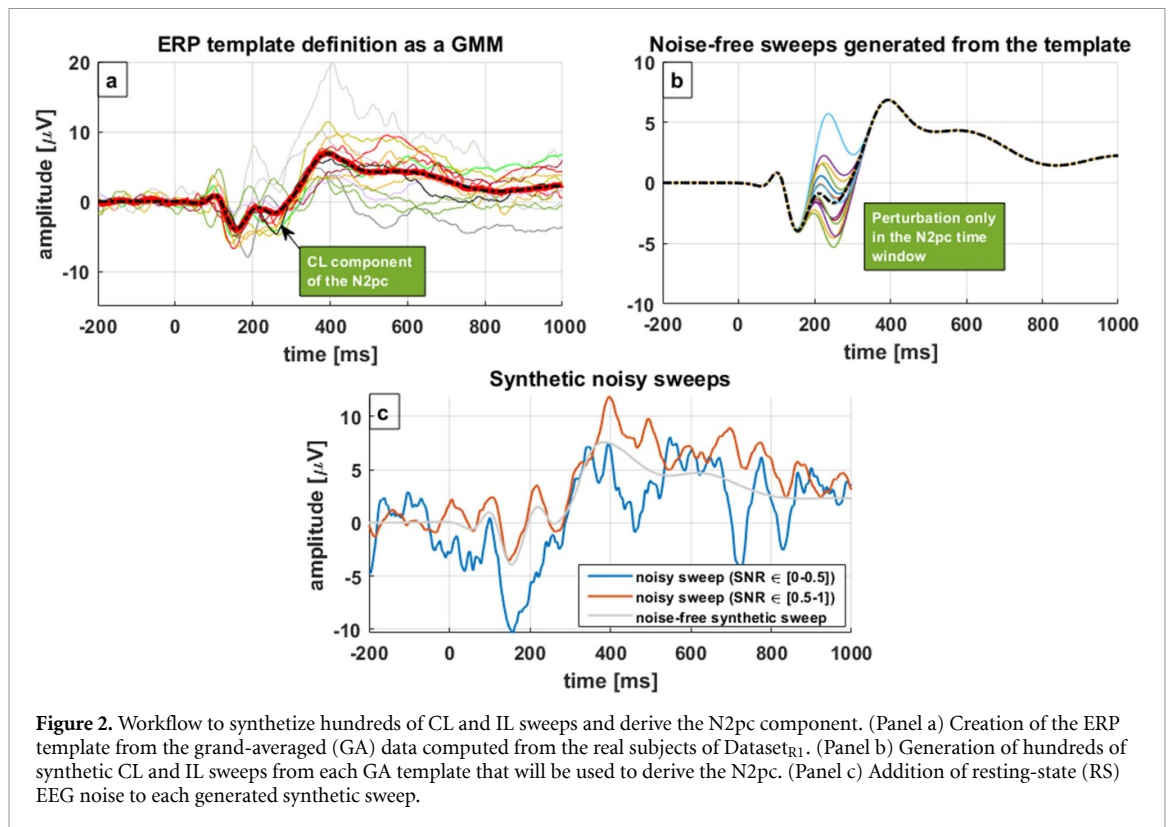 ERP template definition as a GMM
a
20
10
0
-10
amplitude [μV]
-200 0 200 400 600 800 1000
time [ms]
CL component
of the N2pc
Noise-free sweeps generated from the template
b
10
5
0
-5
-10
-200 0 200 400 600 800 1000
time [ms]
Perturbation only
in the N2pc time
window
Synthetic noisy sweeps
c
10
5
0
-5
-10
amplitude [μV]
-200 0 200 400 600 800 1000
time [ms]
noisy sweep (SNR ∈ [0-0.5])
noisy sweep (SNR ∈ [0.5-1])
noise-free synthetic sweep
Figure 2. Workflow to synthetize hundreds of CL and IL sweeps and derive the N2pc component. (Panel a) Creation of the ERP
template from the grand-averaged (GA) data computed from the real subjects of Dataset_R1. (Panel b) Generation of hundreds of
synthetic CL and IL sweeps from each GA template that will be used to derive the N2pc. (Panel c) Addition of resting-state (RS)
EEG noise to each generated synthetic sweep.